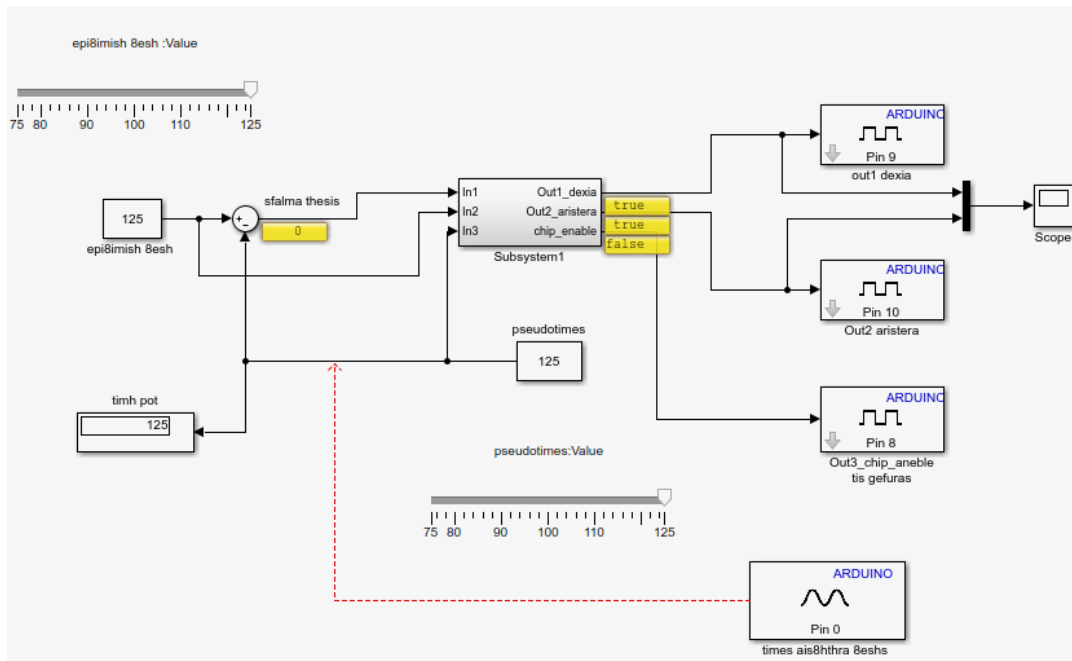 epi8imish 8esh :Value
75 80 90 100 110 125
ARDUINO
Pin 9
out1 dexia
In1
In2
In3
Out1_dexia
Out2_aristera
chip_enable
Subsystem1
true
true
false
sfalma thesis
0
125
epi8imish 8esh
+
-
Scope
ARDUINO
Pin 10
Out2 aristera
pseudotimes
125
timh pot
125
ARDUINO
Pin 8
Out3_chip_aneble
tis gefuras
pseudotimes:Value
75 80 90 100 110 125
ARDUINO
Pin 0
times ais8hthra 8eshs